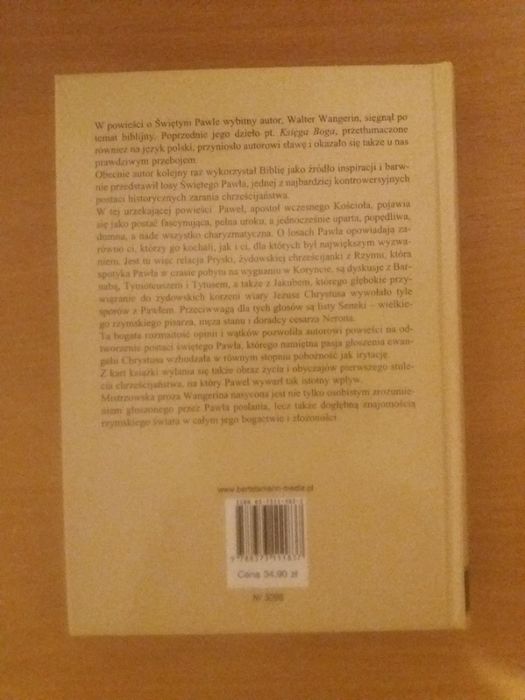 W powieści o Świętym Pawle wybitny autor, Walter Wangerin, sięgnął po
temat biblijny. Poprzednie jego dzieło pt. Księga Boga, przetłumaczone
również na język polski, przyniosło autorowi sławę i okazało się także u nas
prawdziwym przebojem.
Obecnie autor kolejny raz wykorzystał Biblię jako źródło inspiracji i barw-
nie przedstawił losy Świętego Pawła, jednej z najbardziej kontrowersyjnych
postaci historycznych zarania chrześcijaństwa.
W tej urzekającej powieści Paweł, apostoł wczesnego Kościoła, pojawia
się jako postać fascynująca, pełna uroku, a jednocześnie uparta, popędliwa,
dumna, a nade wszystko charyzmatyczna. O losach Pawła opowiadają za-
równo ci, którzy go kochali, jak i ci, dla których był największym wyzwa-
niem. Jest tu więc relacja Pryski, żydowskiej chrześcijanki z Rzymu, która
spotyka Pawła w czasie pobytu na wygnaniu w Koryncie, są dyskusje z Bar-
nabą, Tymoteuszem i Tytusem, a także z Jakubem, którego głębokie przy-
wiązanie do żydowskich korzeni wiary Jezusa Chrystusa wywołało tyle
sporów z Pawłem. Przeciwwagą dla tych głosów są listy Seneki – wielkie-
go rzymskiego pisarza, męża stanu i doradcy cesarza Nerona.
Ta bogata rozmaitość opinii i wątków pozwoliła autorowi powieści na od-
tworzenie postaci świętego Pawła, którego namiętna pasja głoszenia ewan-
gelii Chrystusa wzbudzała w równym stopniu pobożność jak irytację.
Z kart książki wyłania się także obraz życia i obyczajów pierwszego stule-
cia chrześcijaństwa, na który Paweł wywarł tak istotny wpływ.
Mistrzowska proza Wangerina nasycona jest nie tylko osobistym zrozumie-
niem głoszonego przez Pawła posłania, lecz także dogłębną znajomością
rzymskiego świata w całym jego bogactwie i złożoności.
www.bertelsmann-media.pl
ISBN
Cena 34,90 zł
Nr 3098